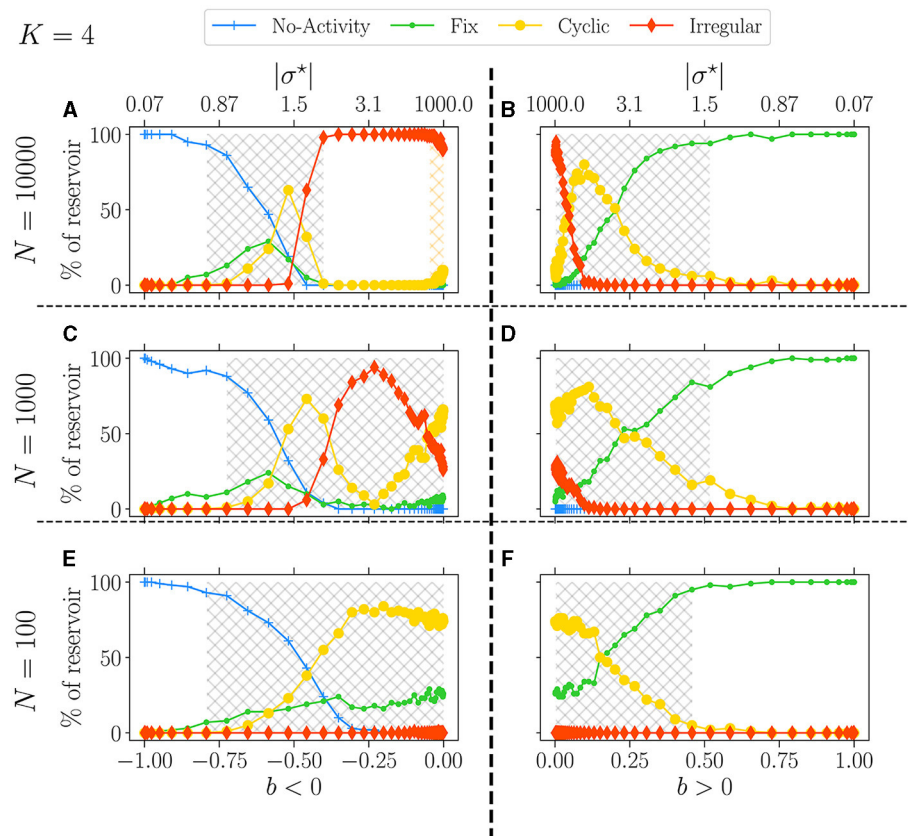 K = 4
No-Activity Fix Cyclic Irregular
|σ⋆| |σ⋆|
A 0.07 0.87 1.5 3.1 1000.0 B 1000.0 3.1 1.5 0.87 0.07
N = 10000
% of reservoir
100
50
0
C D
N = 1000
% of reservoir
100
50
0
E F
N = 100
% of reservoir
100
50
0
−1.00 −0.75 −0.50 −0.25 0.00 0.00 0.25 0.50 0.75 1.00
b < 0 b > 0